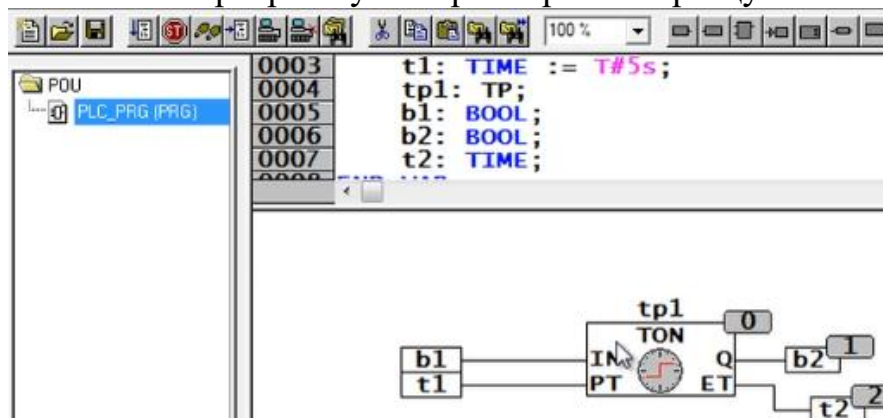 100 %
POU
PLC_PRG (PRG)
0003 t1: TIME := T#5s;
0004 tp1: TP;
0005 b1: BOOL;
0006 b2: BOOL;
0007 t2: TIME;
tp1
0
TON
b1 IN Q b2 1
t1 PT ET
t2 2